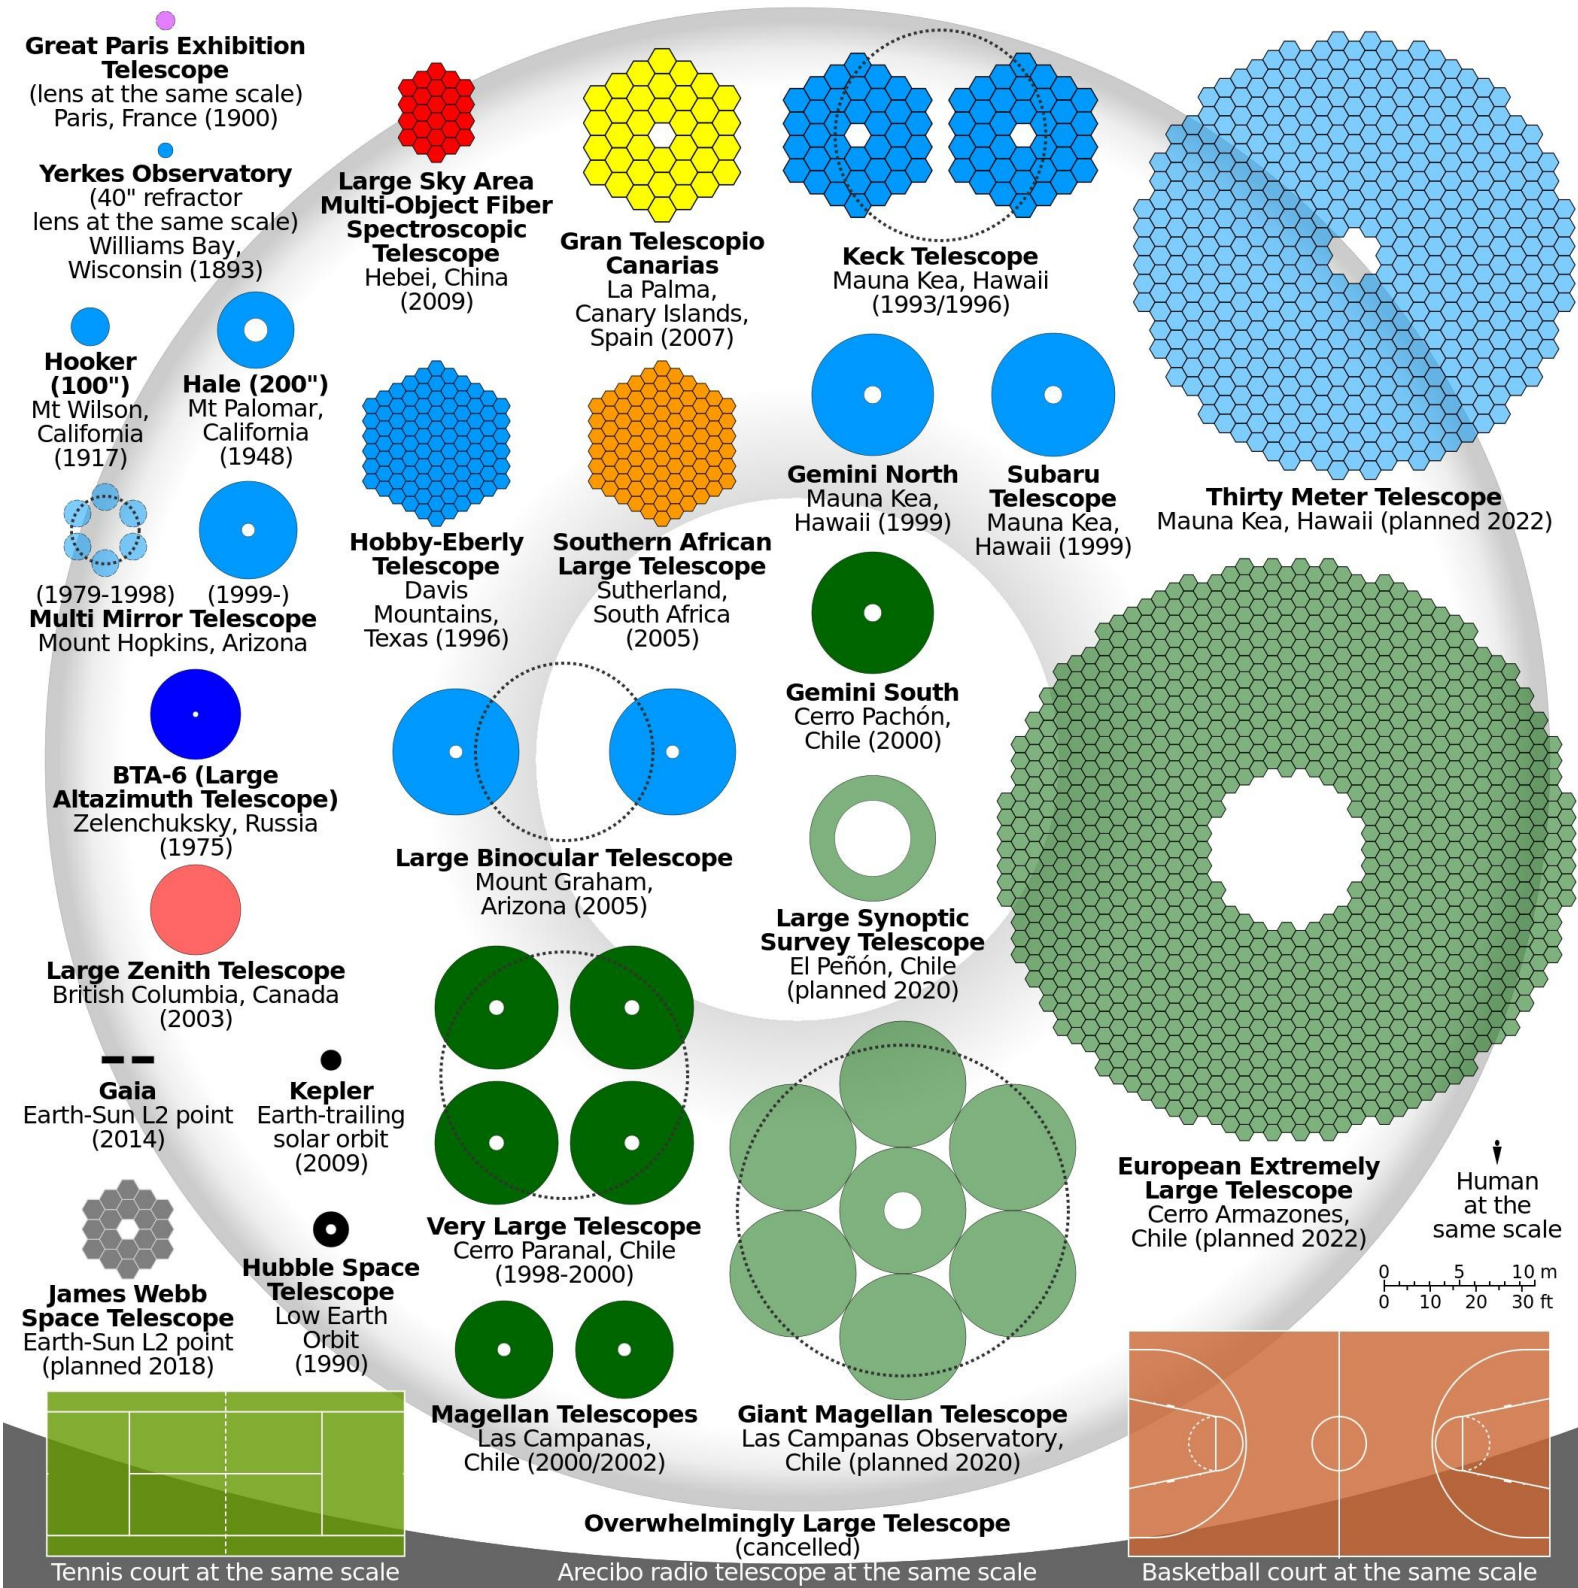 Great Paris Exhibition
Telescope
(lens at the same scale)
Paris, France (1900)
Yerkes Observatory
(40" refractor
lens at the same scale)
Williams Bay,
Wisconsin (1893)
Hooker
(100")
Mt Wilson,
California
(1917)
Hale (200")
Mt Palomar,
California
(1948)
(1979-1998)
(1999-)
Multi Mirror Telescope
Mount Hopkins, Arizona
BTA-6 (Large
Altazimuth Telescope)
Zelenchuksky, Russia
(1975)
Large Zenith Telescope
British Columbia, Canada
(2003)
Gaia
Earth-Sun L2 point
(2014)
Kepler
Earth-trailing
solar orbit
(2009)
James Webb
Space Telescope
Earth-Sun L2 point
(planned 2018)
Hubble Space
Telescope
Low Earth
Orbit
(1990)
Large Sky Area
Multi-Object Fiber
Spectroscopic
Telescope
Hebei, China
(2009)
Gran Telescopio
Canarias
La Palma,
Canary Islands,
Spain (2007)
Keck Telescope
Mauna Kea, Hawaii
(1993/1996)
Hobby-Eberly
Telescope
Davis
Mountains,
Texas (1996)
Southern African
Large Telescope
Sutherland,
South Africa
(2005)
Gemini North
Mauna Kea,
Hawaii (1999)
Subaru
Telescope
Mauna Kea,
Hawaii (1999)
Thirty Meter Telescope
Mauna Kea, Hawaii (planned 2022)
Gemini South
Cerro Pachón,
Chile (2000)
Large Binocular Telescope
Mount Graham,
Arizona (2005)
Large Synoptic
Survey Telescope
El Peñón, Chile
(planned 2020)
Very Large Telescope
Cerro Paranal, Chile
(1998-2000)
Magellan Telescopes
Las Campanas,
Chile (2000/2002)
Giant Magellan Telescope
Las Campanas Observatory,
Chile (planned 2020)
European Extremely
Large Telescope
Cerro Armazones,
Chile (planned 2022)
Human
at the
same scale
0 5 10 m
0 10 20 30 ft
Overwhelmingly Large Telescope
(cancelled)
Tennis court at the same scale
Arecibo radio telescope at the same scale
Basketball court at the same scale